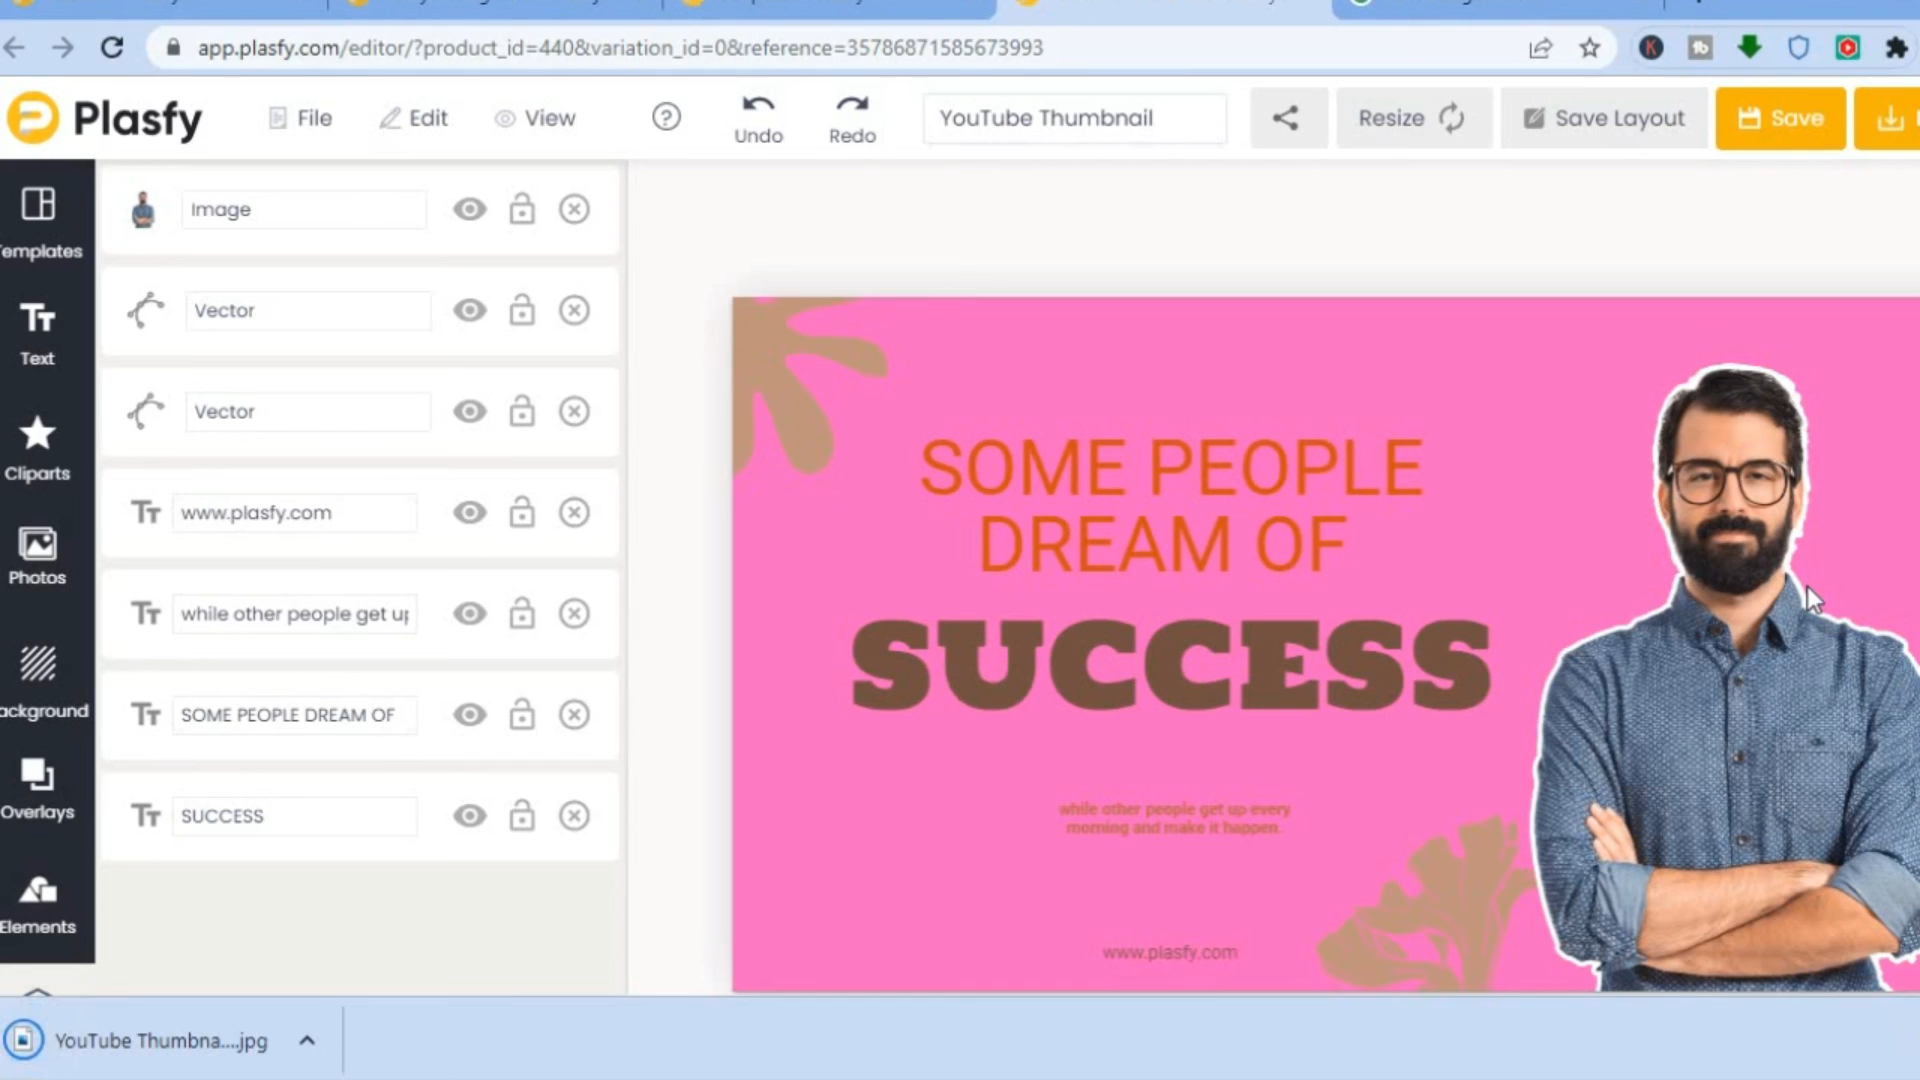 app.plasfy.com/editor/?product_id=440&variation_id=0&reference=35786871585673993
Plasfy
File
Edit
View
Undo
Redo
YouTube Thumbnail
Resize
Save Layout
Save
emplates
Text
Cliparts
Photos
ackground
Overlays
Elements
Image
Vector
Vector
www.plasfy.com
while other people get up
SOME PEOPLE DREAM OF
SUCCESS
SOME PEOPLE
DREAM OF
SUCCESS
while other people get up every
morning and make it happen.
www.plasfy.com
YouTube Thumbna....jpg